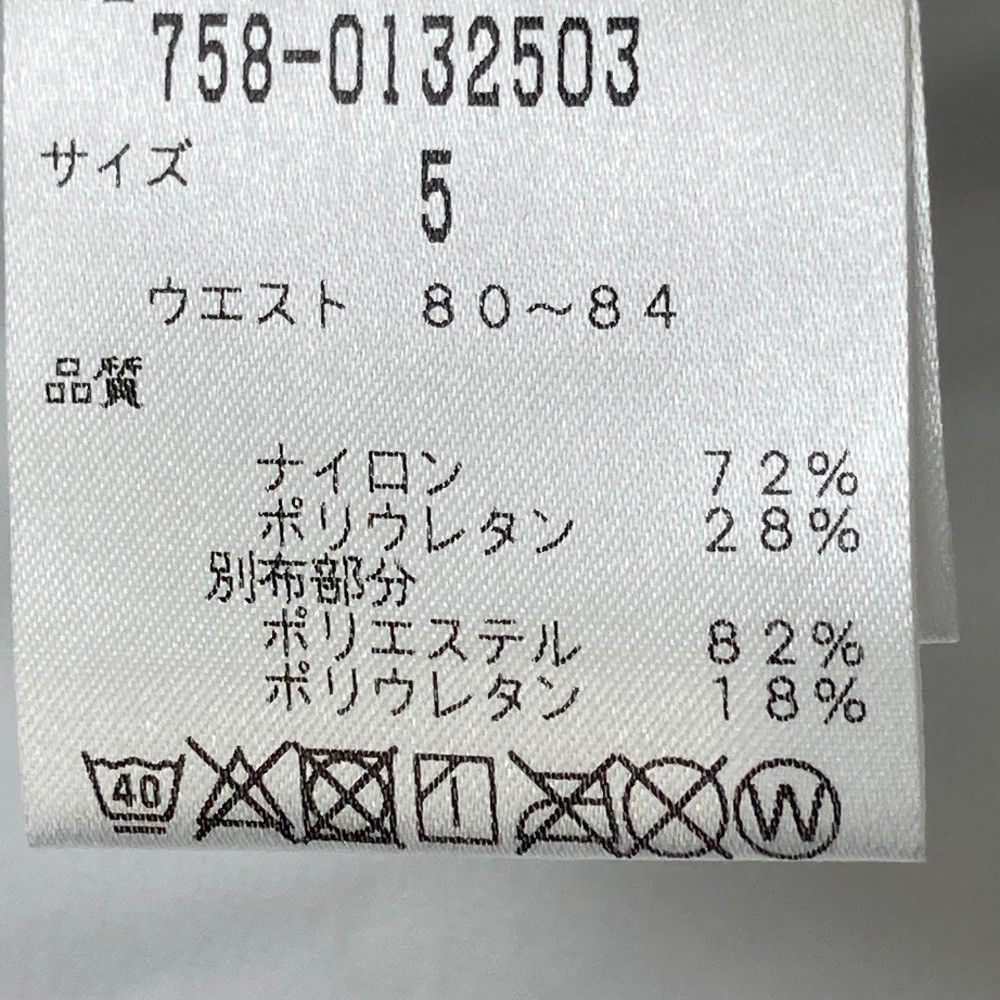 758-0132503
サイズ 5
ウエスト 80～84
品質
ナイロン 72%
ポリウレタン 28%
別布部分
ポリエステル 82%
ポリウレタン 18%
40 W